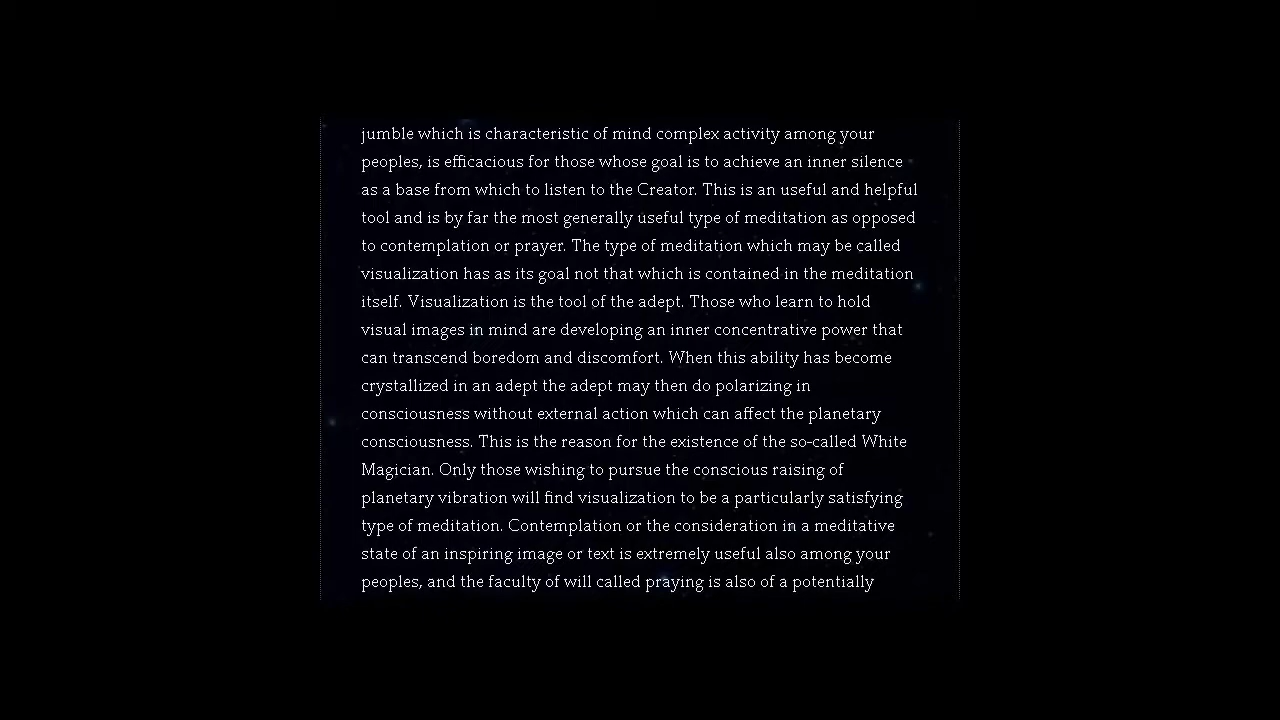 jumble which is characteristic of mind complex activity among your
peoples, is efficacious for those whose goal is to achieve an inner silence
as a base from which to listen to the Creator. This is an useful and helpful
tool and is by far the most generally useful type of meditation as opposed
to contemplation or prayer. The type of meditation which may be called
visualization has as its goal not that which is contained in the meditation
itself. Visualization is the tool of the adept. Those who learn to hold
visual images in mind are developing an inner concentrative power that
can transcend boredom and discomfort. When this ability has become
crystallized in an adept the adept may then do polarizing in
consciousness without external action which can affect the planetary
consciousness. This is the reason for the existence of the so-called White
Magician. Only those wishing to pursue the conscious raising of
planetary vibration will find visualization to be a particularly satisfying
type of meditation. Contemplation or the consideration in a meditative
state of an inspiring image or text is extremely useful also among your
peoples, and the faculty of will called praying is also of a potentially